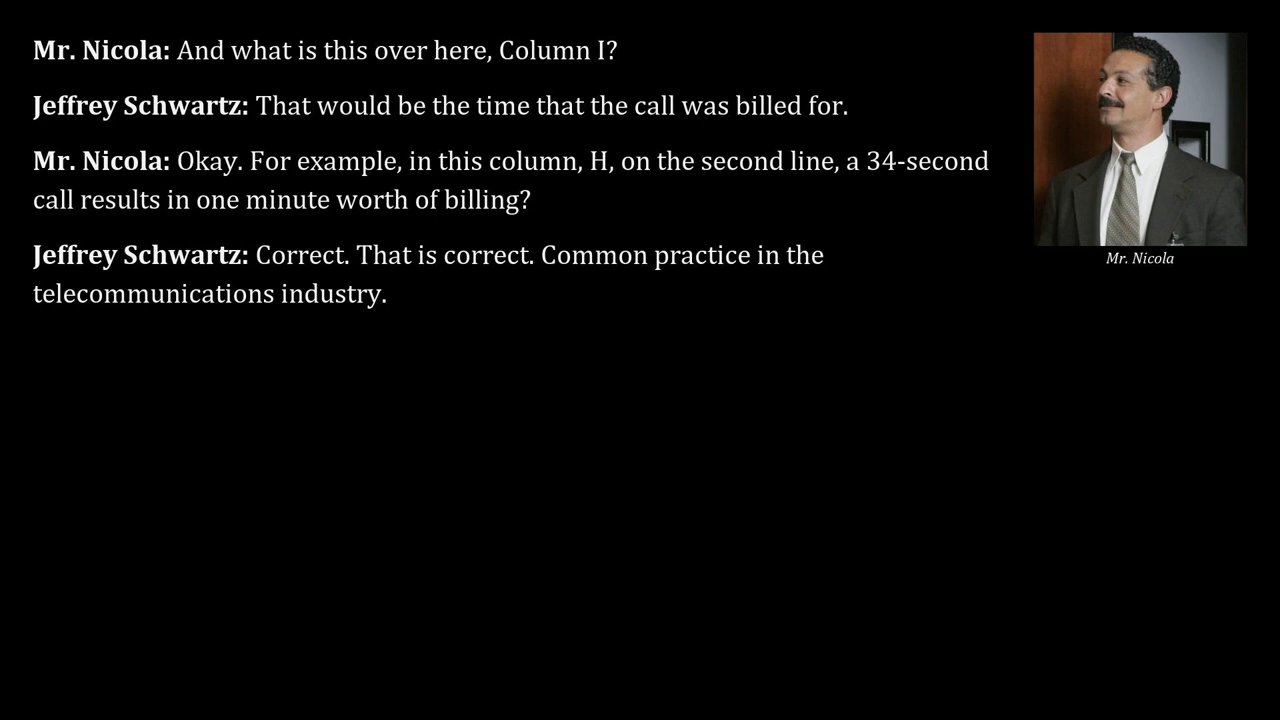 Mr. Nicola: And what is this over here, Column I?
Jeffrey Schwartz: That would be the time that the call was billed for.
Mr. Nicola: Okay. For example, in this column, H, on the second line, a 34-second
call results in one minute worth of billing?
Jeffrey Schwartz: Correct. That is correct. Common practice in the
telecommunications industry.
Mr. Nicola